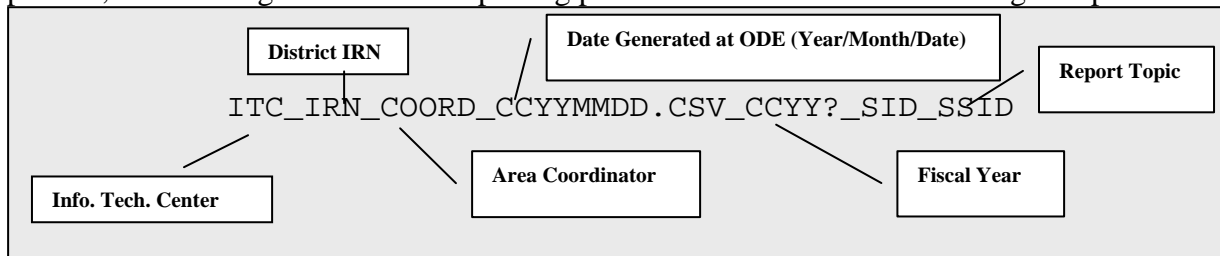 Date Generated at ODE (Year/Month/Date)
District IRN
Report Topic
ITC_IRN_COORD_CCYYMMDD.CSV_CCYY?_SID_SSID
Area Coordinator
Fiscal Year
Info. Tech. Center